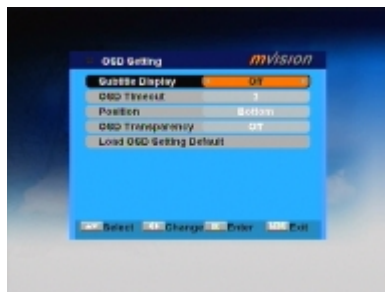 OSD Setting mvision
Subtitle Display Off
OSD Timeout
Position Bottom
OSD Transparency Off
Load OSD Setting Default
Select Change Enter Exit